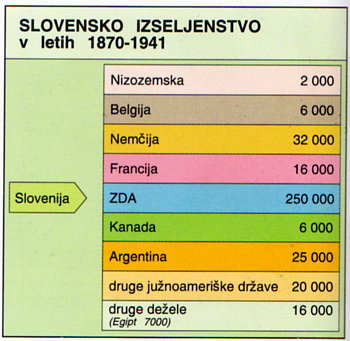 SLOVENSKO IZSELJENSTVO
v letih 1870-1941
Nizozemska 2 000
Belgija 6 000
Nemčija 32 000
Francija 16 000
Slovenija
ZDA 250 000
Kanada 6 000
Argentina 25 000
druge južnoameriške države 20 000
druge dežele 16 000
(Egipt 7000)